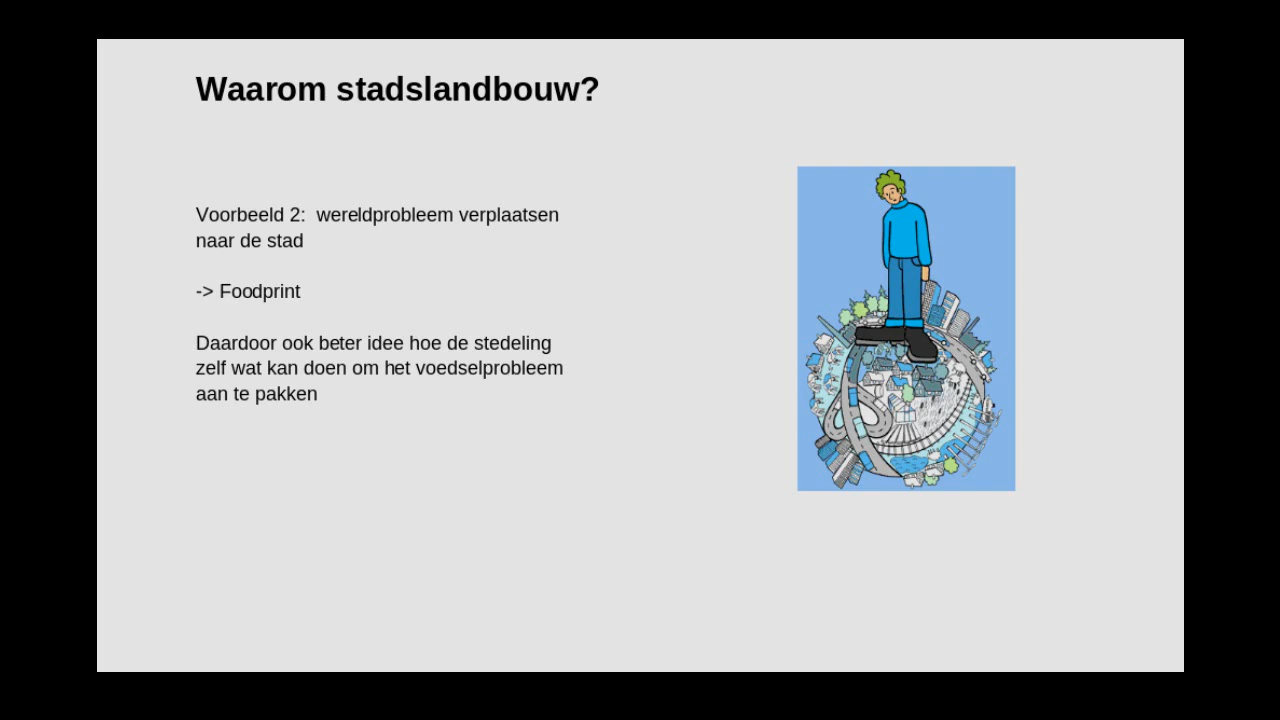 Waarom stadslandbouw?
Voorbeeld 2:  wereldprobleem verplaatsen
naar de stad
-> Foodprint
Daardoor ook beter idee hoe de stedeling
zelf wat kan doen om het voedselprobleem
aan te pakken